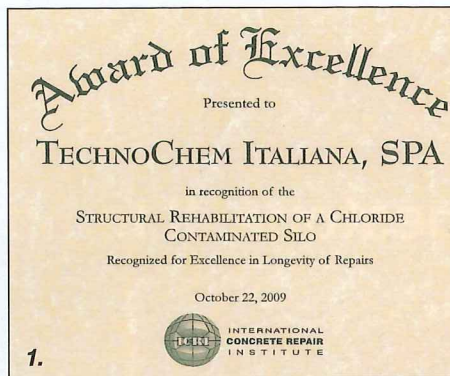 Award of Excellence
Presented to
TECHNOCHEM ITALIANA, SPA
in recognition of the
STRUCTURAL REHABILITATION OF A CHLORIDE
CONTAMINATED SILO
Recognized for Excellence in Longevity of Repairs
October 22, 2009
ICRI
INTERNATIONAL
CONCRETE REPAIR
INSTITUTE
1.